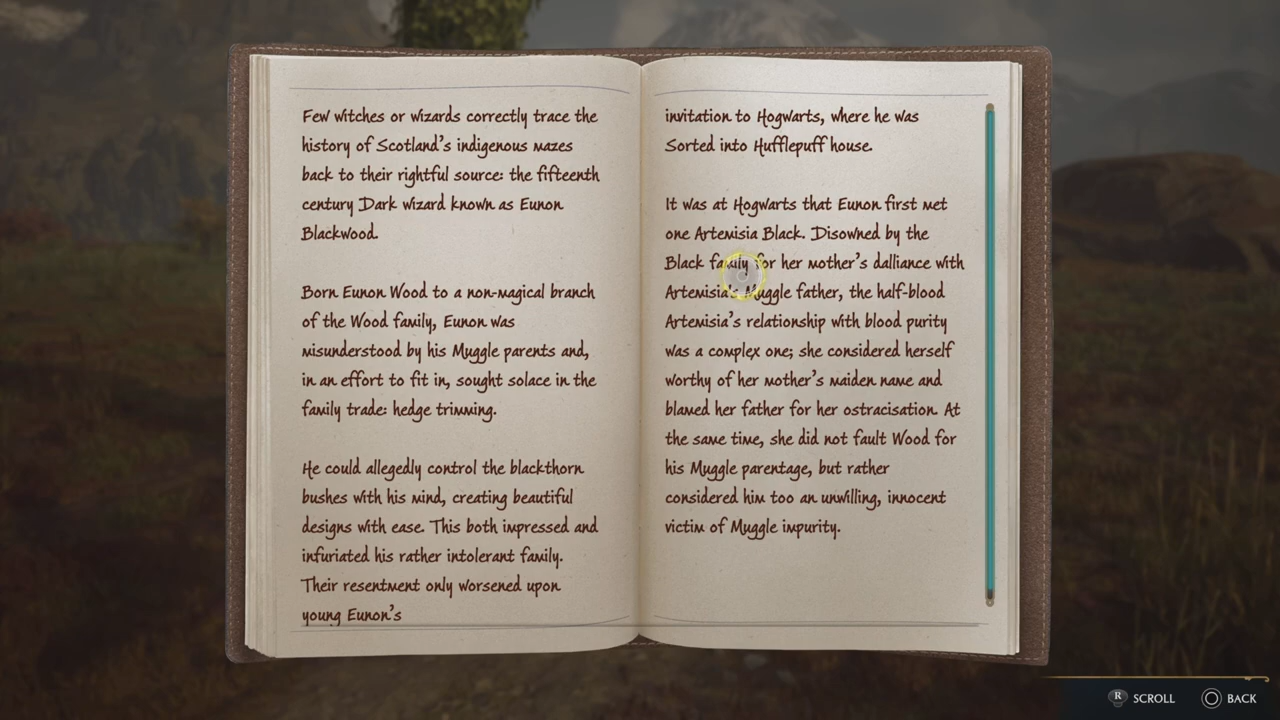 Few witches or wizards correctly trace the
history of Scotland's indigenous mazes
back to their rightful source: the fifteenth
century Dark wizard known as Eunon
Blackwood.
Born Eunon Wood to a non-magical branch
of the Wood family, Eunon was
misunderstood by his Muggle parents and,
in an effort to fit in, sought solace in the
family trade: hedge trimming.
He could allegedly control the blackthorn
bushes with his mind, creating beautiful
designs with ease. This both impressed and
infuriated his rather intolerant family.
Their resentment only worsened upon
young Eunon's
invitation to Hogwarts, where he was
Sorted into Hufflepuff house.
It was at Hogwarts that Eunon first met
one Artemisia Black. Disowned by the
Black family for her mother's dalliance with
Artemisia's Muggle father, the half-blood
Artemisia's relationship with blood purity
was a complex one; she considered herself
worthy of her mother's maiden name and
blamed her father for her ostracisation. At
the same time, she did not fault Wood for
his Muggle parentage, but rather
considered him too an unwilling, innocent
victim of Muggle impurity.
R SCROLL BACK